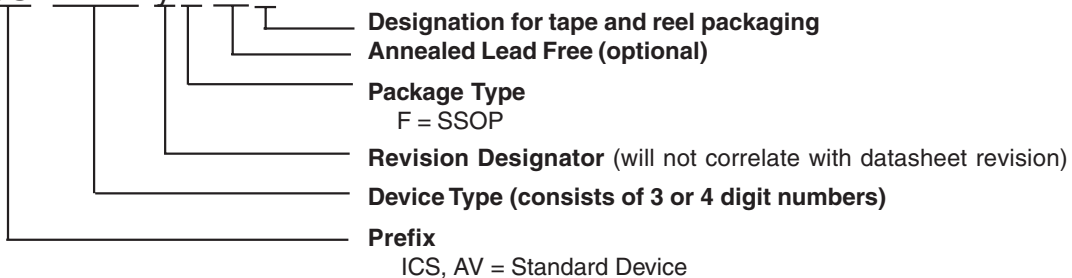 Designation for tape and reel packaging
Annealed Lead Free (optional)
Package Type
F = SSOP
Revision Designator (will not correlate with datasheet revision)
Device Type (consists of 3 or 4 digit numbers)
Prefix
ICS, AV = Standard Device